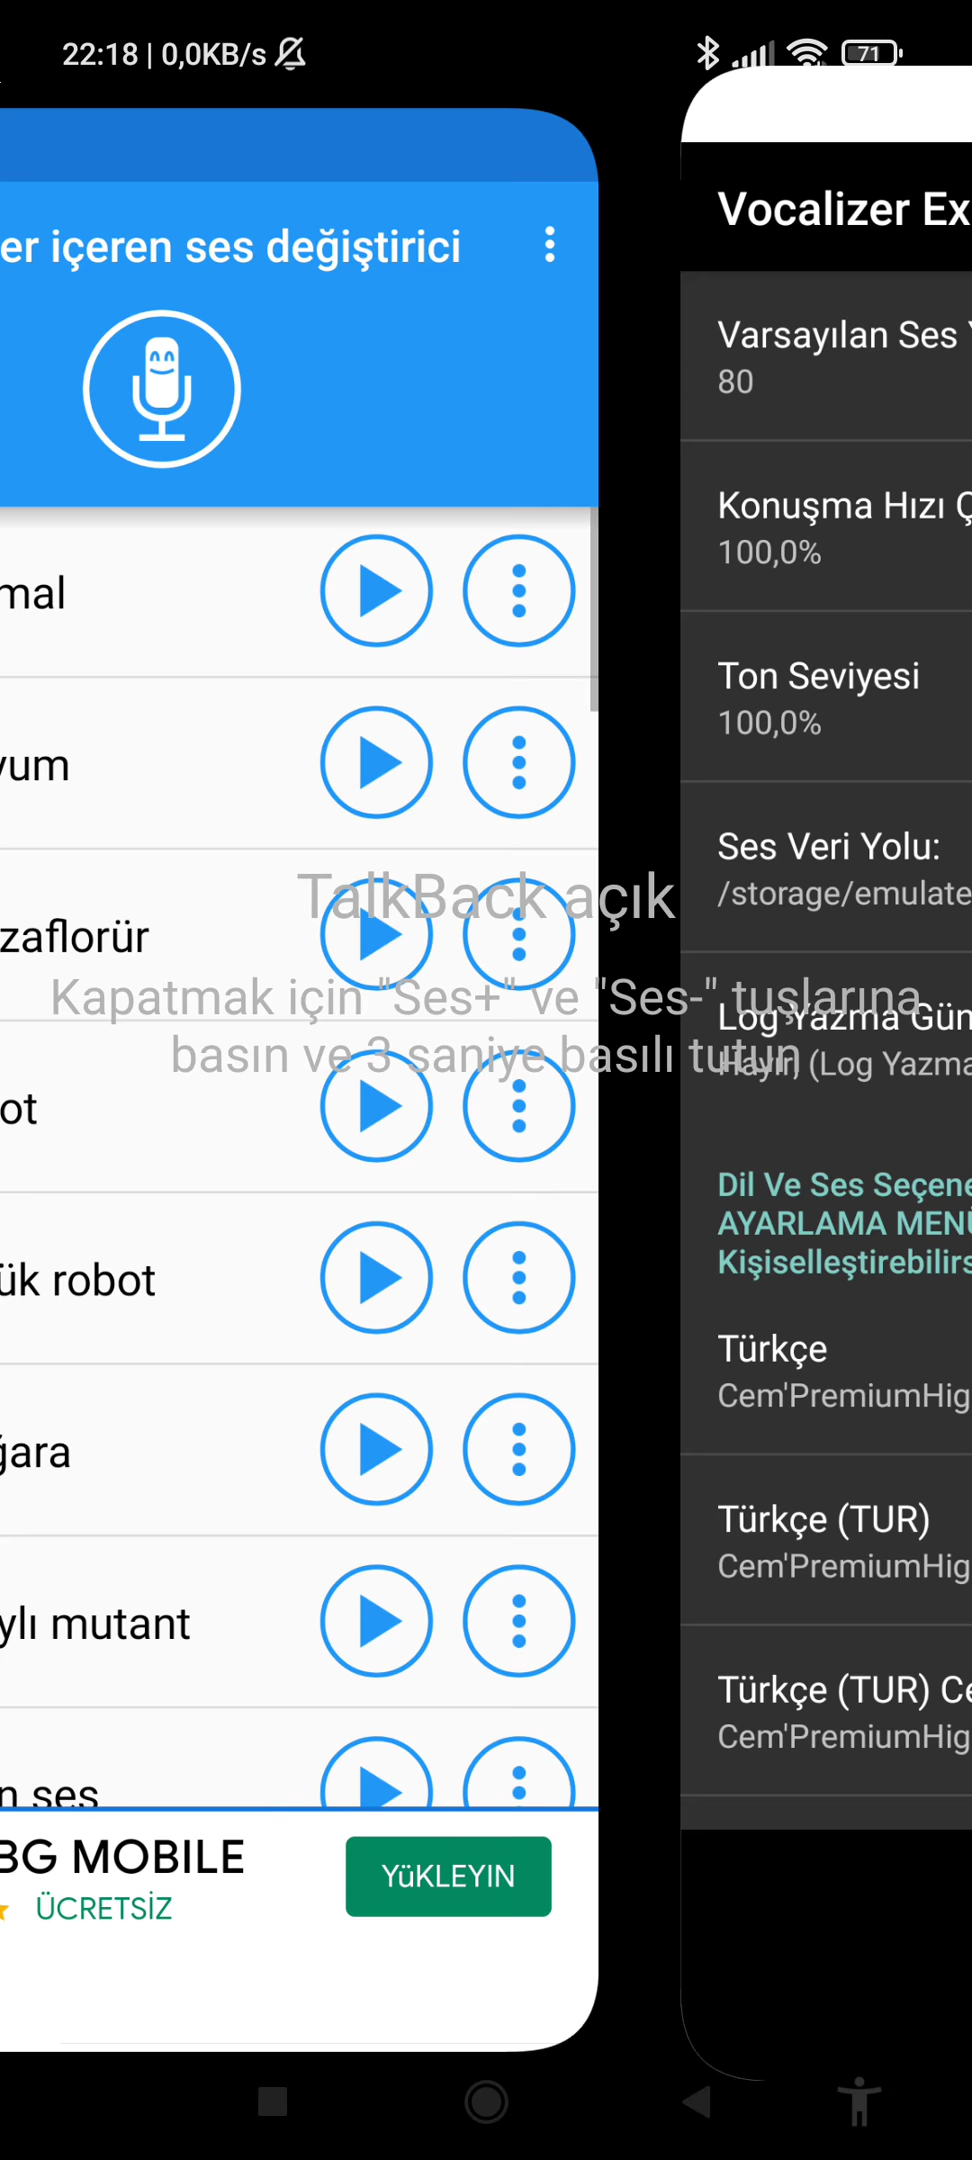 22:18 | 0,0KB/s
71
er içeren ses değiştirici
mal
yum
zaflorür
ot
ük robot
ğara
ylı mutant
n ses
BG MOBILE
ÜCRETSİZ
YüKLEYIN
TalkBack açık
Kapatmak için "Ses+" ve "Ses-" tuşlarına
basın ve 3 saniye basılı tutun
Vocalizer Ex
Varsayılan Ses
80
Konuşma Hızı Ç
100,0%
Ton Seviyesi
100,0%
Ses Veri Yolu:
/storage/emulate
Log Yazma Gün
Hayır, (Log Yazma
Dil Ve Ses Seçene
AYARLAMA MENÜ
Kişiselleştirebilirs
Türkçe
Cem'PremiumHig
Türkçe (TUR)
Cem'PremiumHig
Türkçe (TUR) Ce
Cem'PremiumHig